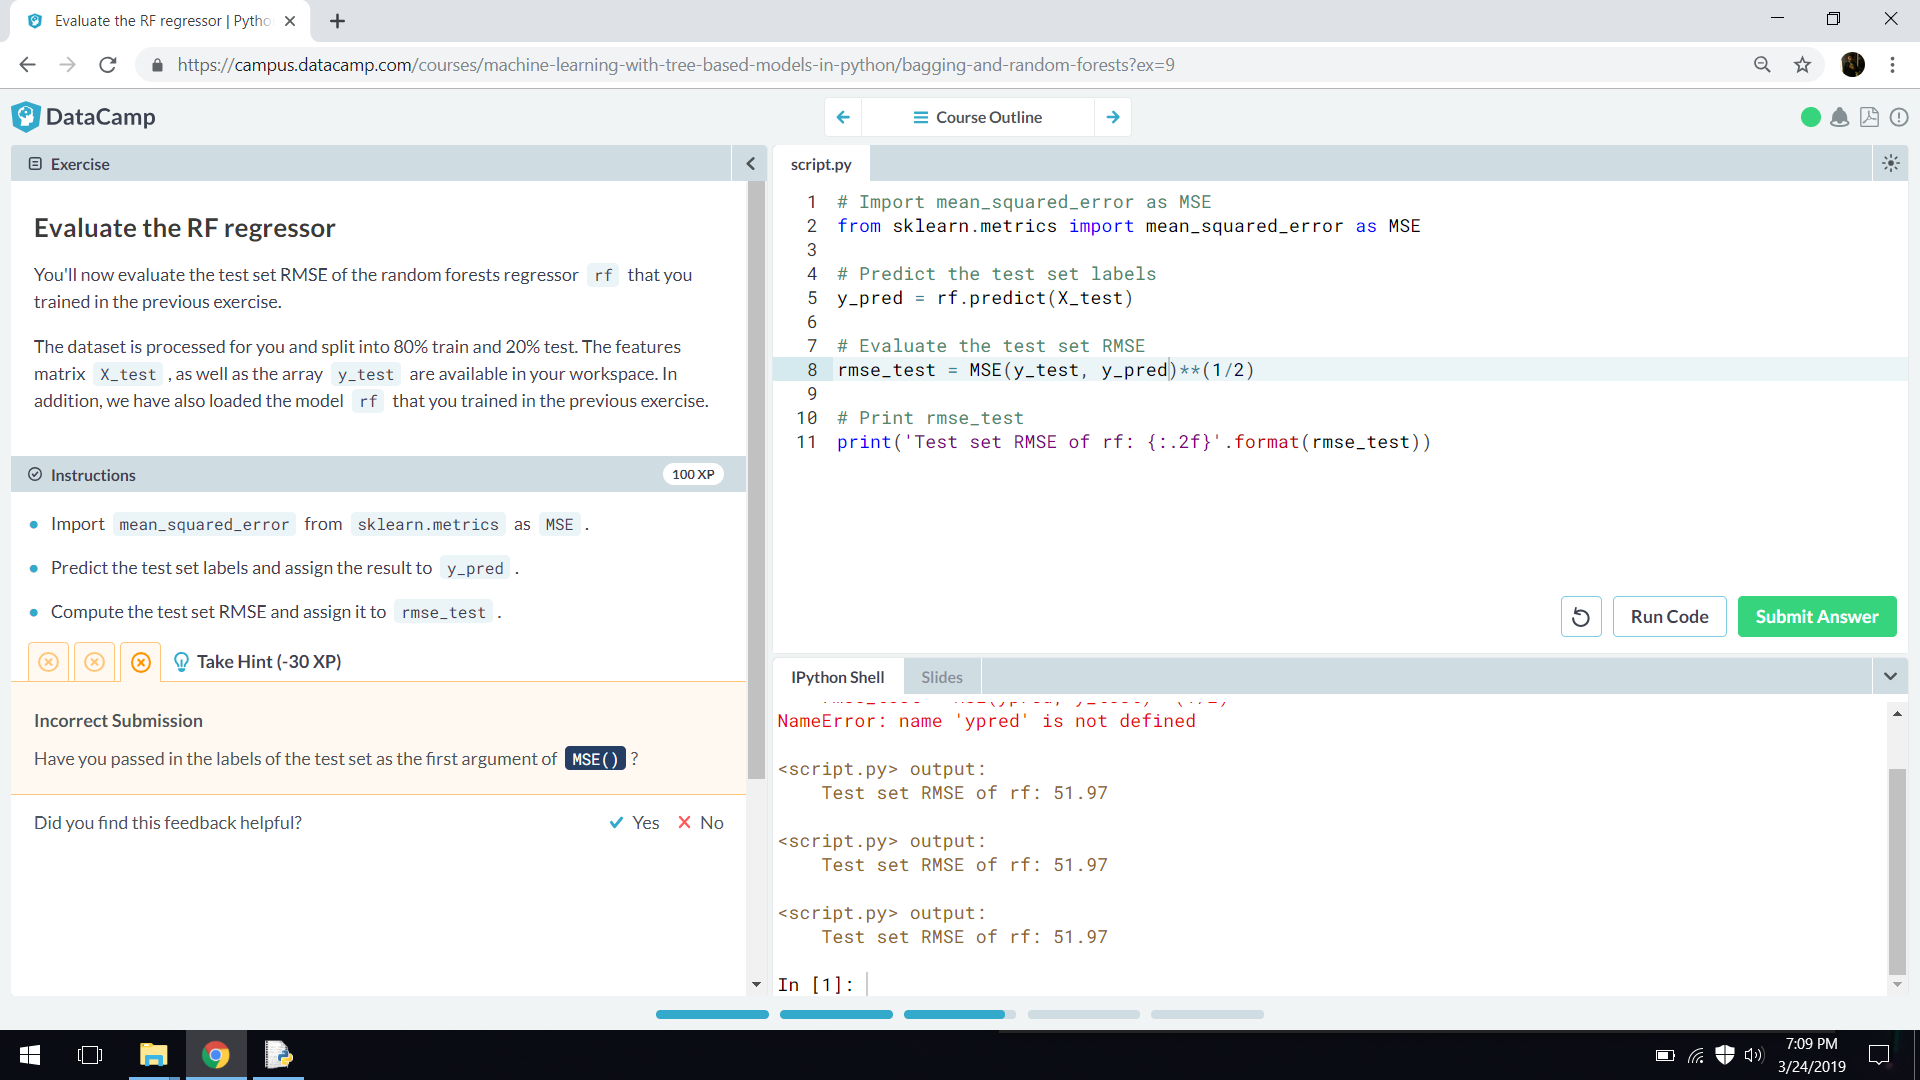 Evaluate the RF regressor | Pytho
https://campus.datacamp.com/courses/machine-learning-with-tree-based-models-in-python/bagging-and-random-forests?ex=9
DataCamp
Course Outline
Exercise
Evaluate the RF regressor
You'll now evaluate the test set RMSE of the random forests regressor rf that you
trained in the previous exercise.
The dataset is processed for you and split into 80% train and 20% test. The features
matrix X_test , as well as the array y_test are available in your workspace. In
addition, we have also loaded the model rf that you trained in the previous exercise.
Instructions
100 XP
Import mean_squared_error from sklearn.metrics as MSE .
Predict the test set labels and assign the result to y_pred .
Compute the test set RMSE and assign it to rmse_test .
Take Hint (-30 XP)
Incorrect Submission
Have you passed in the labels of the test set as the first argument of MSE() ?
Did you find this feedback helpful?
Yes
No
script.py
1 # Import mean_squared_error as MSE
2 from sklearn.metrics import mean_squared_error as MSE
3
4 # Predict the test set labels
5 y_pred = rf.predict(X_test)
6
7 # Evaluate the test set RMSE
8 rmse_test = MSE(y_test, y_pred)**(1/2)
9
10 # Print rmse_test
11 print('Test set RMSE of rf: {:.2f}'.format(rmse_test))
Run Code
Submit Answer
IPython Shell
Slides
NameError: name 'ypred' is not defined
<script.py> output:
Test set RMSE of rf: 51.97
<script.py> output:
Test set RMSE of rf: 51.97
<script.py> output:
Test set RMSE of rf: 51.97
In [1]:
7:09 PM
3/24/2019